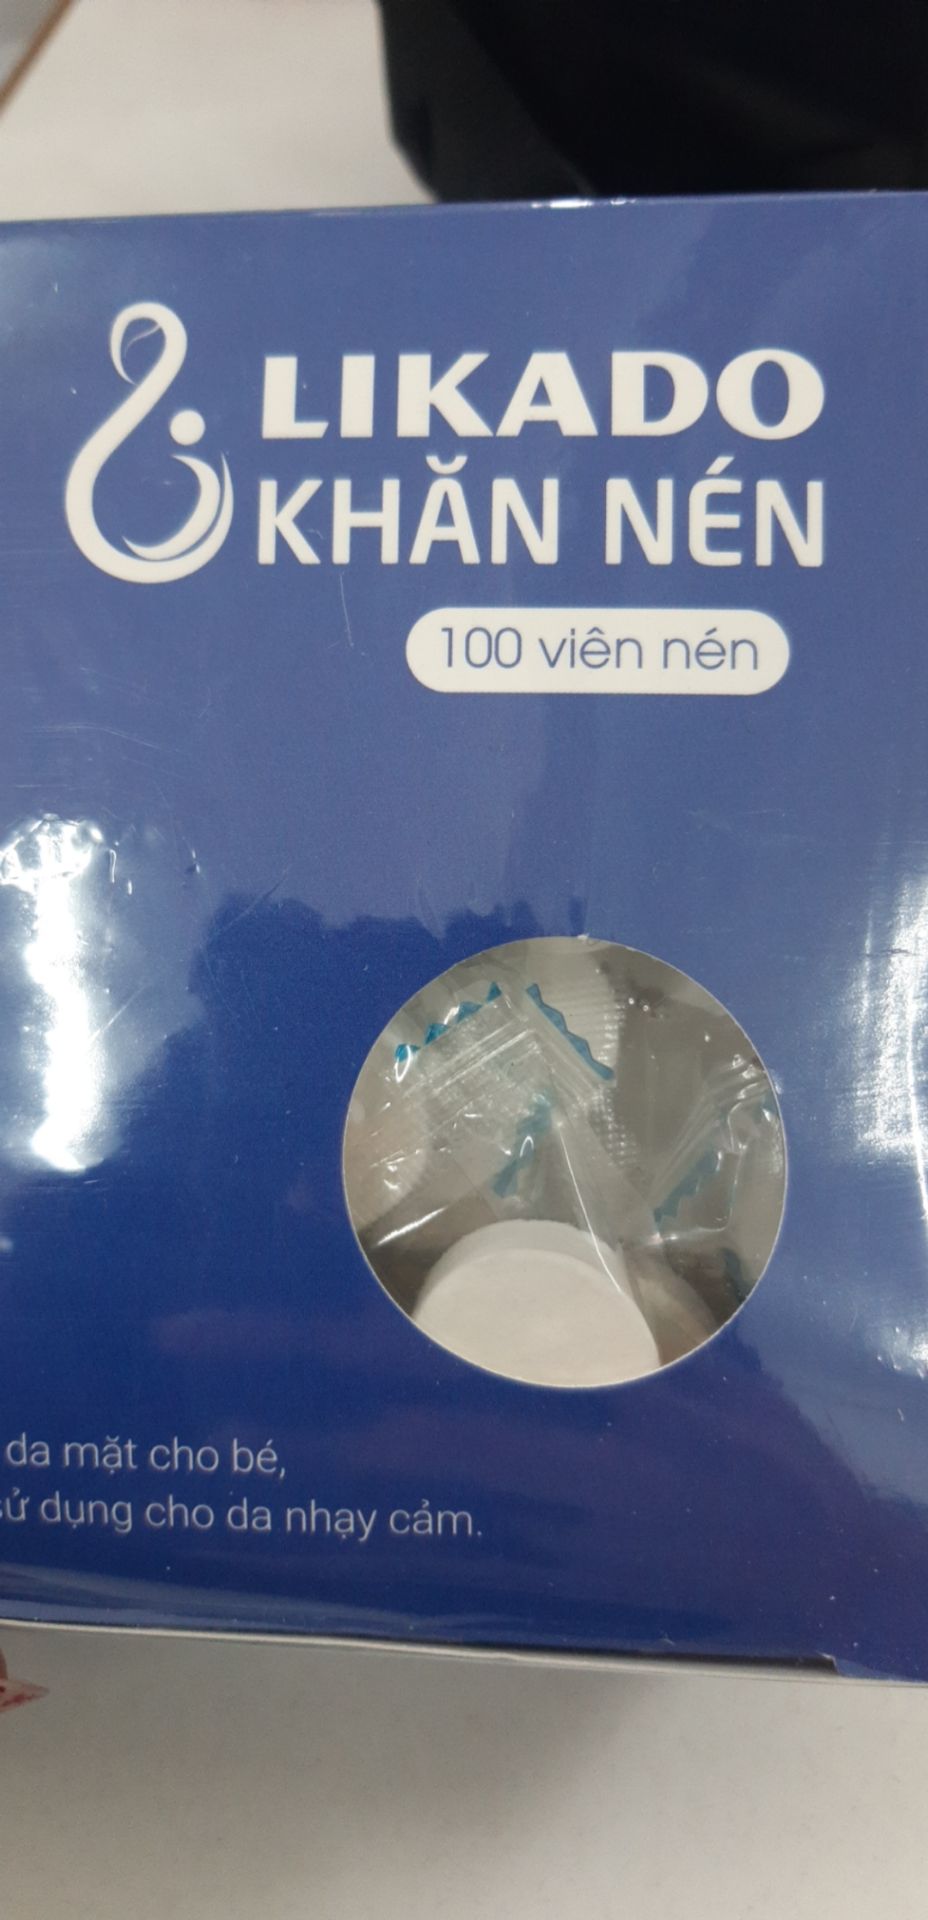 LIKADO
KHĂN NÉN
100 viên nén
da mặt cho bé,
sử dụng cho da nhạy cảm.